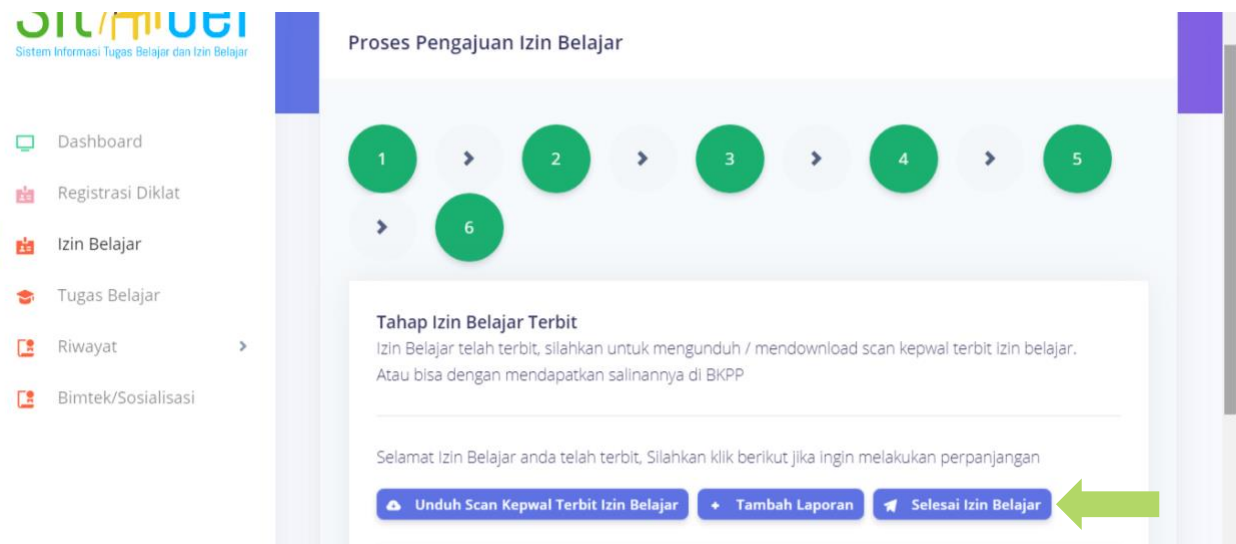 Sistem Informasi Tugas Belajar dan Izin Belajar
Dashboard
Registrasi Diklat
Izin Belajar
Tugas Belajar
Riwayat
Bimtek/Sosialisasi
Proses Pengajuan Izin Belajar
1
2
3
4
5
6
Tahap Izin Belajar Terbit
Izin Belajar telah terbit, silahkan untuk mengunduh / mendownload scan kepwal terbit izin belajar.
Atau bisa dengan mendapatkan salinannya di BKPP
Selamat Izin Belajar anda telah terbit, Silahkan klik berikut jika ingin melakukan perpanjangan
Unduh Scan Kepwal Terbit Izin Belajar
Tambah Laporan
Selesai Izin Belajar